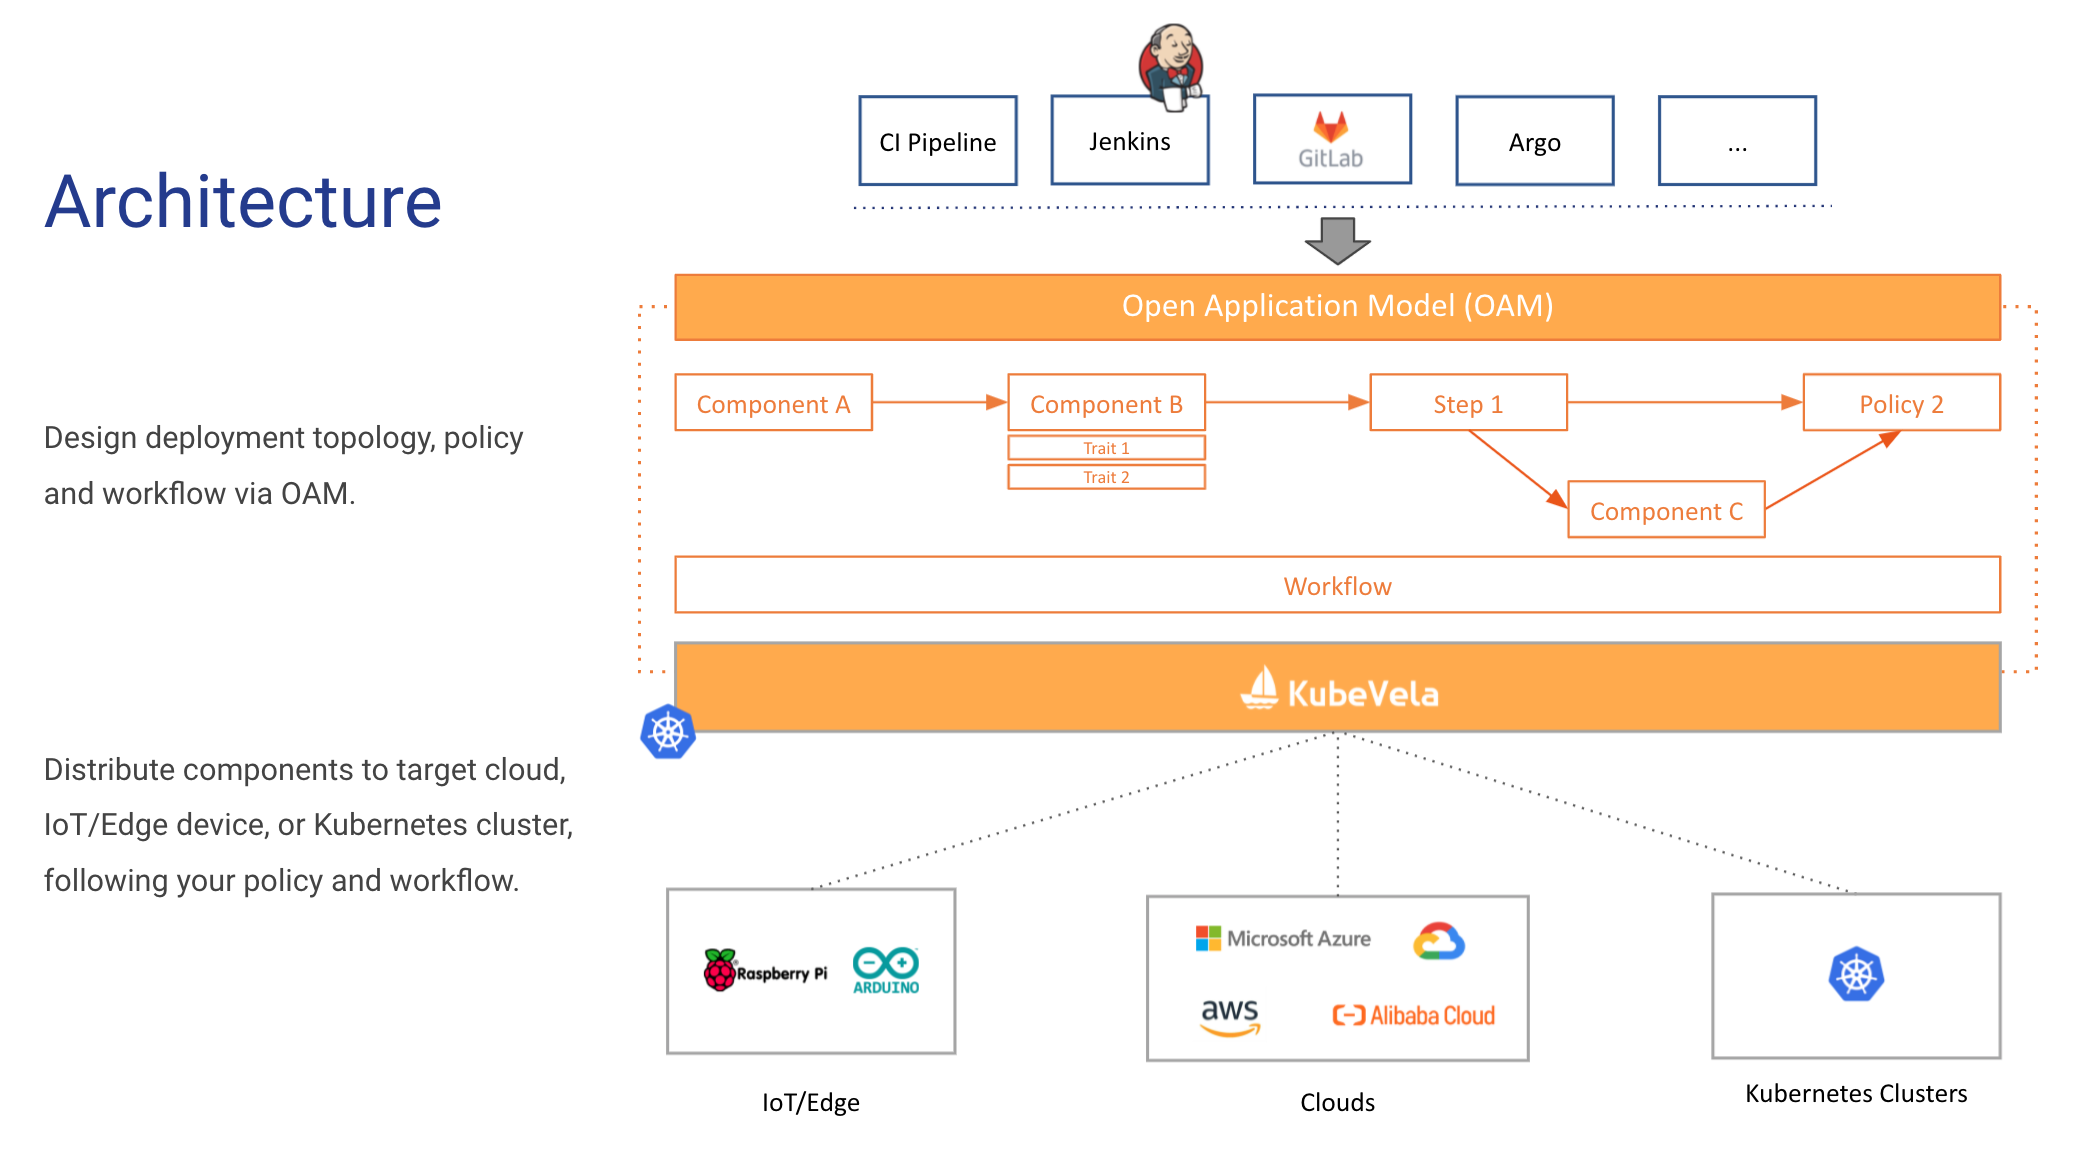 Architecture
Design deployment topology, policy
and workflow via OAM.
Distribute components to target cloud,
IoT/Edge device, or Kubernetes cluster,
following your policy and workflow.
CI Pipeline
Jenkins
GitLab
Argo
...
Open Application Model (OAM)
Component A
Component B
Trait 1
Trait 2
Step 1
Policy 2
Component C
Workflow
KubeVela
Raspberry Pi
ARDUINO
IoT/Edge
Microsoft Azure
aws
Alibaba Cloud
Clouds
Kubernetes Clusters